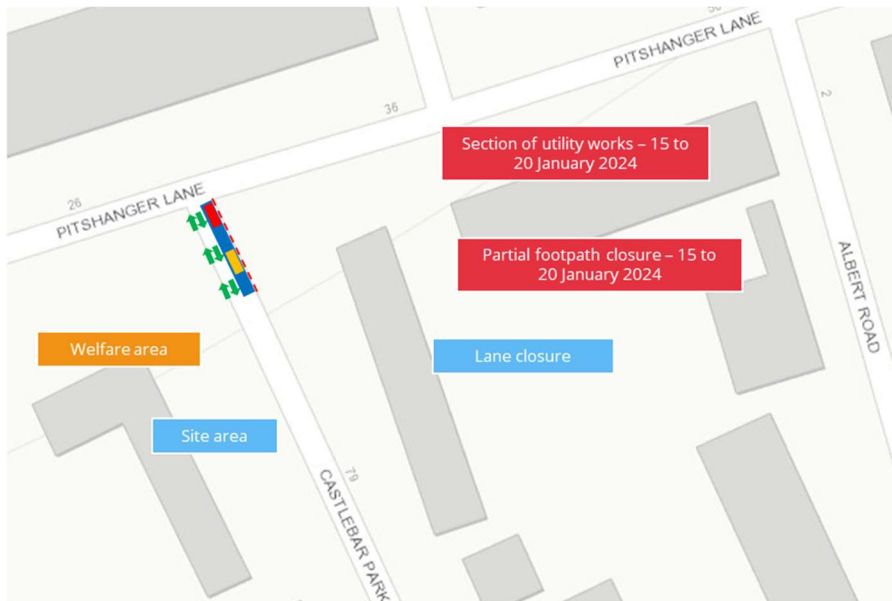 PITSHANGER LANE
36
2
Section of utility works – 15 to
20 January 2024
26
PITSHANGER LANE
Partial footpath closure – 15 to
20 January 2024
ALBERT ROAD
Welfare area
Lane closure
Site area
79
CASTLEBAR PARK